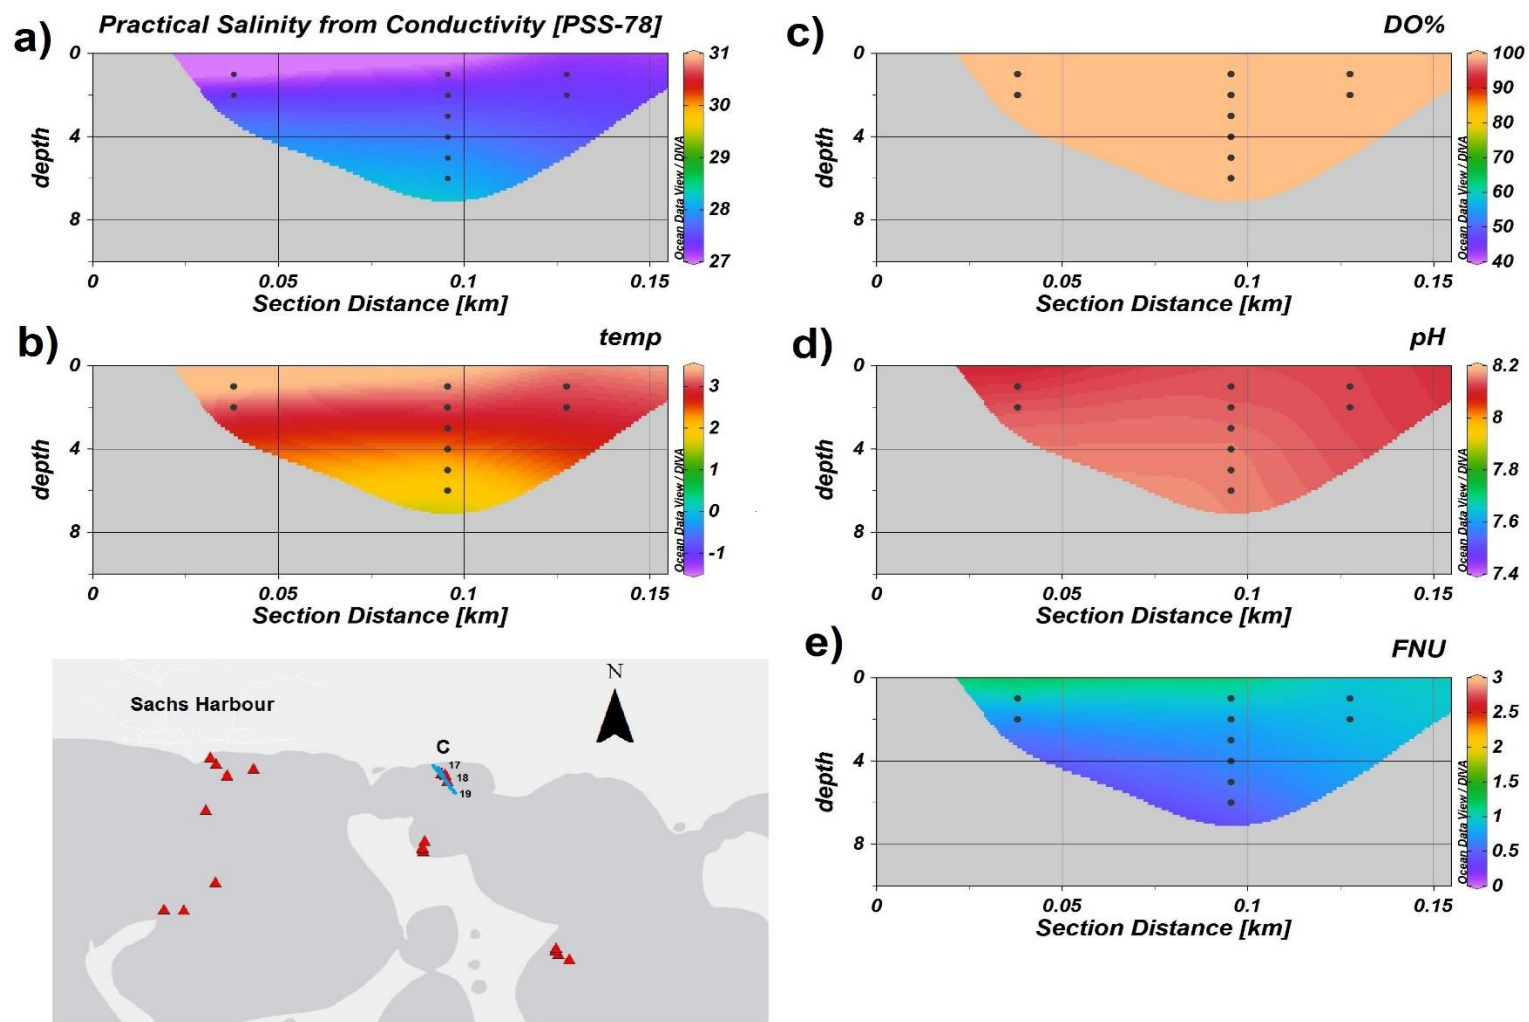 a)
Practical Salinity from Conductivity [PSS-78]
0
4
8
depth
0
0.05
0.1
0.15
Section Distance [km]
31
30
29
28
27
Ocean Data View / DIVA
b)
temp
0
4
8
depth
0
0.05
0.1
0.15
Section Distance [km]
3
2
1
0
-1
Ocean Data View / DIVA
Sachs Harbour
N
C
17
18
19
c)
DO%
0
4
8
depth
0
0.05
0.1
0.15
Section Distance [km]
100
90
80
70
60
50
40
Ocean Data View / DIVA
d)
pH
0
4
8
depth
0
0.05
0.1
0.15
Section Distance [km]
8.2
8
7.8
7.6
7.4
Ocean Data View / DIVA
e)
FNU
0
4
8
depth
0
0.05
0.1
0.15
Section Distance [km]
3
2.5
2
1.5
1
0.5
0
Ocean Data View / DIVA